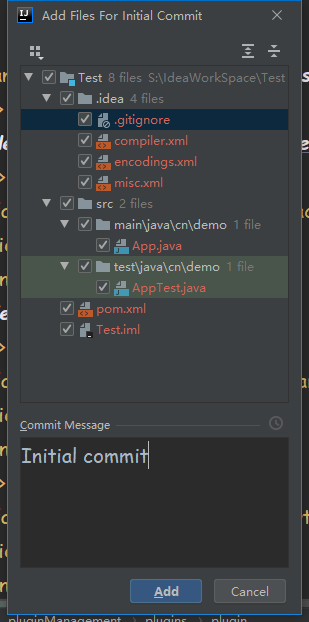 Add Files For Initial Commit
Test 8 files S:\IdeaWorkSpace\Test
.idea 4 files
.gitignore
compiler.xml
encodings.xml
misc.xml
src 2 files
main\java\cn\demo 1 file
App.java
test\java\cn\demo 1 file
AppTest.java
pom.xml
Test.iml
Commit Message
Initial commit
Add
Cancel
pluginManagement
plugins
plugin